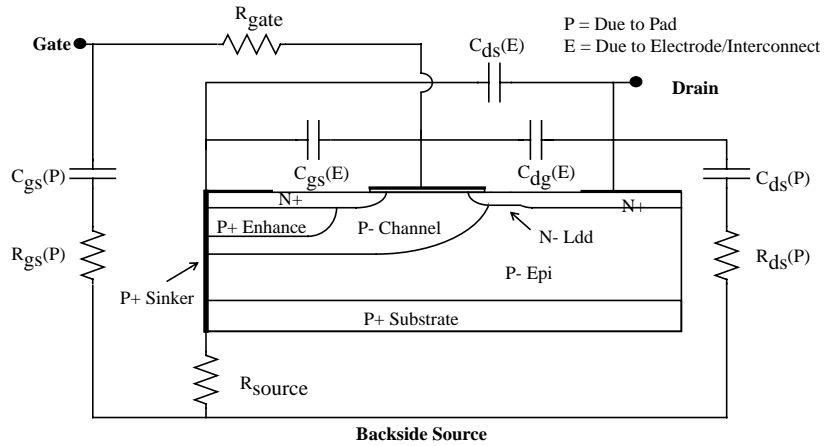 Rgate
P = Due to Pad
E = Due to Electrode/Interconnect
Gate
Cds(E)
Drain
Cgs(E)
Cdg(E)
Cgs(P)
Cds(P)
N+
N+
P+ Enhance
P- Channel
N- Ldd
Rgs(P)
Rds(P)
P- Epi
P+ Sinker
P+ Substrate
Rsource
Backside Source